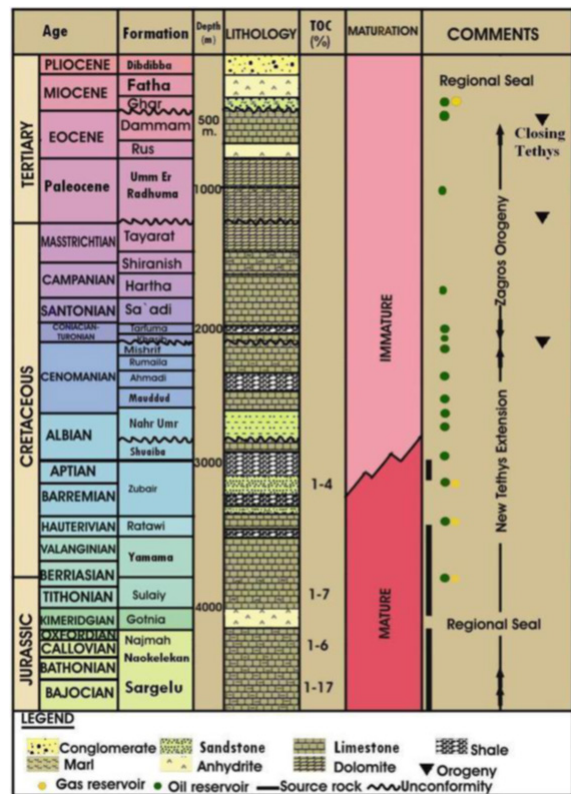 Age Formation Depth (m) LITHOLOGY TOC (%) MATURATION COMMENTS
TERTIARY
PLIOCENE Dibdibba
MIOCENE Fatha
Ghar
EOCENE Dammam
Rus
Paleocene Umm Er
Radhuma
CRETACEOUS
MASSTRICHTIAN Tayarat
Shiranish
CAMPANIAN Hartha
SANTONIAN Sa`adi
CONIACIAN-
TURONIAN
Mishrif
CENOMANIAN Rumaila
Ahmadi
Mauddud
ALBIAN Nahr Umr
Shuaiba
APTIAN
BARREMIAN Zubair
HAUTERIVIAN Ratawi
VALANGINIAN Yamama
BERRIASIAN
JURASSIC
TITHONIAN Sulaiy
KIMERIDGIAN Gotnia
OXFORDIAN Najmah
CALLOVIAN Naokelekan
BATHONIAN
BAJOCIAN Sargelu
500
m.
1000
2000
3000
4000
1-4
1-7
1-6
1-17
IMMATURE
MATURE
Regional Seal
Closing
Tethys
Zagros Orogeny
New Tethys Extension
Regional Seal
LEGEND
Conglomerate Sandstone Limestone Shale
Marl Anhydrite Dolomite Orogeny
Gas reservoir Oil reservoir Source rock Unconformity